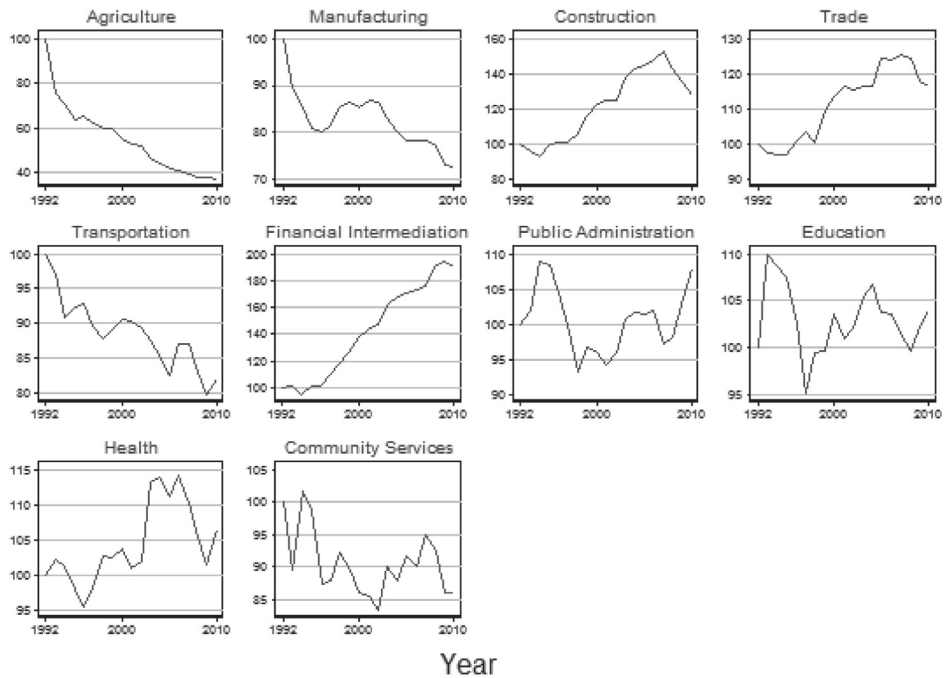 Agriculture Manufacturing Construction Trade
100 100 160 130
80 90 140 120
60 80 120 110
40 70 100 100
80 90
1992 2000 2010 1992 2000 2010 1992 2000 2010 1992 2000 2010
Transportation Financial Intermediation Public Administration Education
100 200 110 110
95 180 105 105
90 160 100 100
85 140 95 95
80 120 90
100
1992 2000 2010 1992 2000 2010 1992 2000 2010 1992 2000 2010
Health Community Services
115 105
110 100
105 95
100 90
95 85
1992 2000 2010 1992 2000 2010
Year